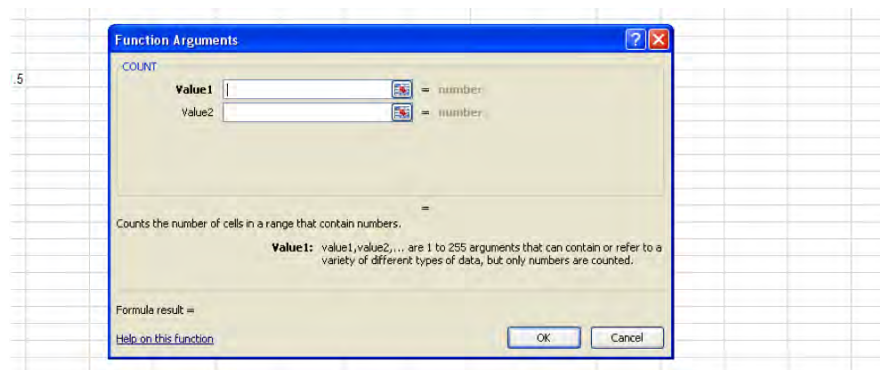 Function Arguments
COUNT
.5
Value1 = number
Value2 = number
=
Counts the number of cells in a range that contain numbers.
Value1: value1,value2,... are 1 to 255 arguments that can contain or refer to a
variety of different types of data, but only numbers are counted.
Formula result =
Help on this function OK Cancel